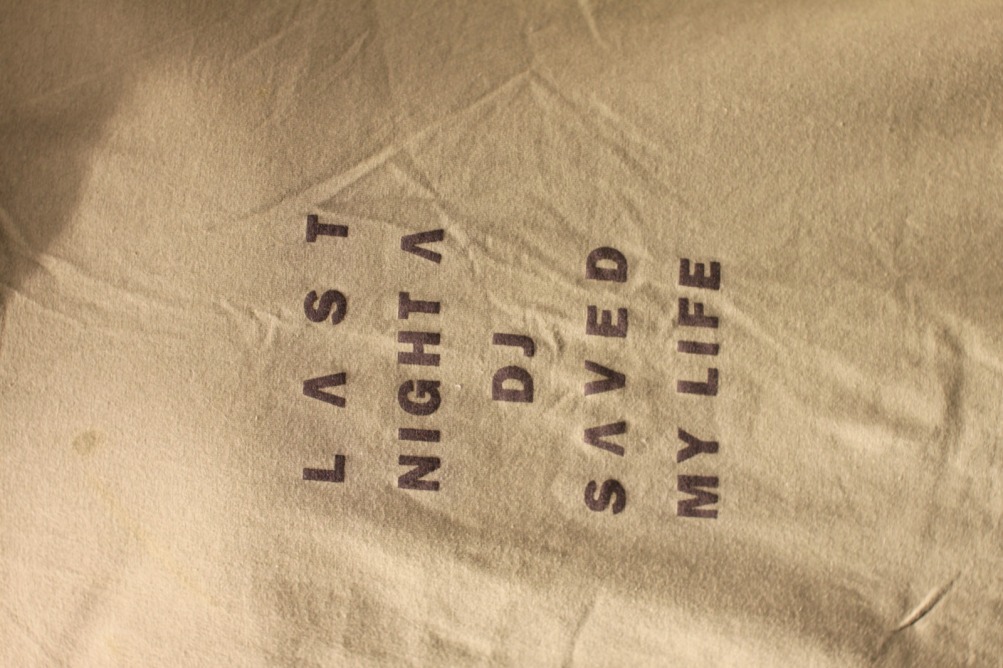 LAST
NIGHT A
DJ
SAVED
MY LIFE